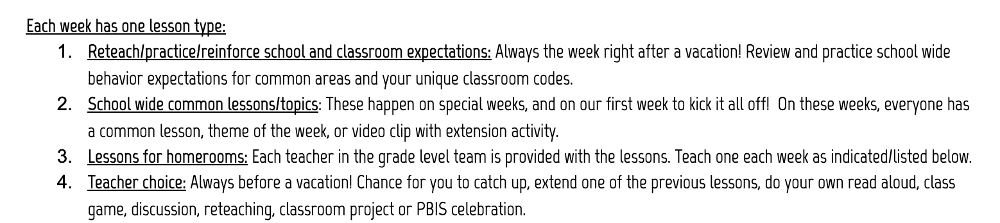 Each week has one lesson type:
1. Reteach/practice/reinforce school and classroom expectations: Always the week right after a vacation! Review and practice school wide
behavior expectations for common areas and your unique classroom codes.
2. School wide common lessons/topics: These happen on special weeks, and on our first week to kick it all off!  On these weeks, everyone has
a common lesson, theme of the week, or video clip with extension activity.
3. Lessons for homerooms: Each teacher in the grade level team is provided with the lessons. Teach one each week as indicated/listed below.
4. Teacher choice: Always before a vacation! Chance for you to catch up, extend one of the previous lessons, do your own read aloud, class
game, discussion, reteaching, classroom project or PBIS celebration.